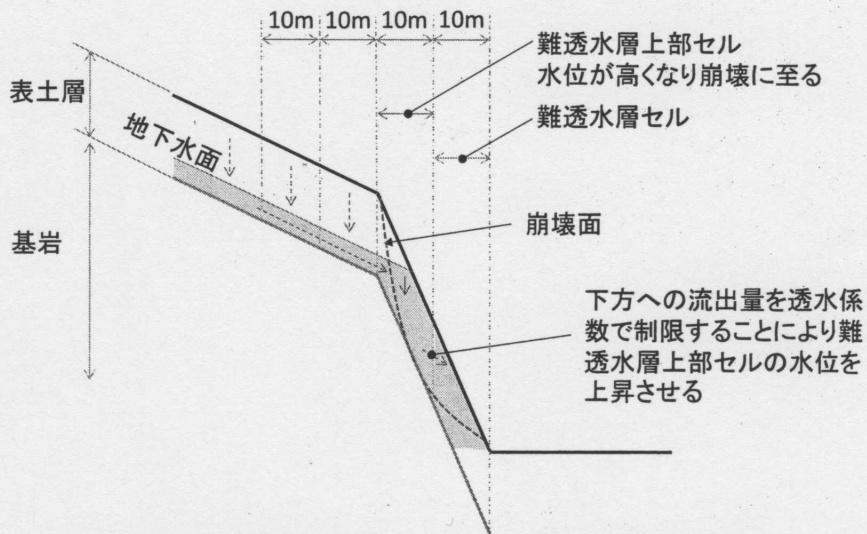 10m 10m 10m 10m
難透水層上部セル
水位が高くなり崩壊に至る
難透水層セル
表土層
地下水面
崩壊面
基岩
下方への流出量を透水係
数で制限することにより難
透水層上部セルの水位を
上昇させる